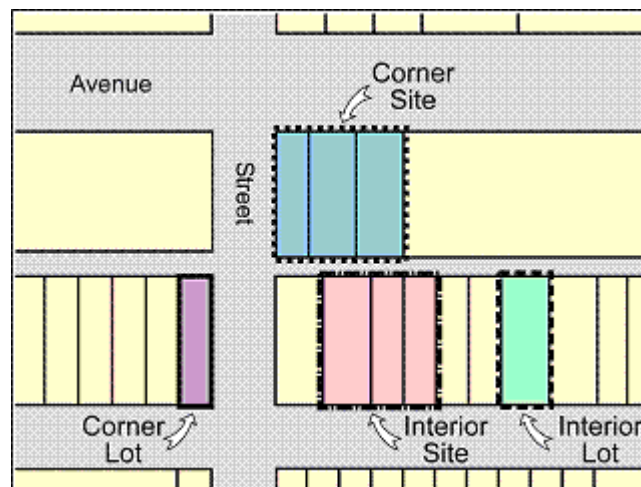 Corner
Site
Avenue
Street
Corner
Lot
Interior
Site
Interior
Lot